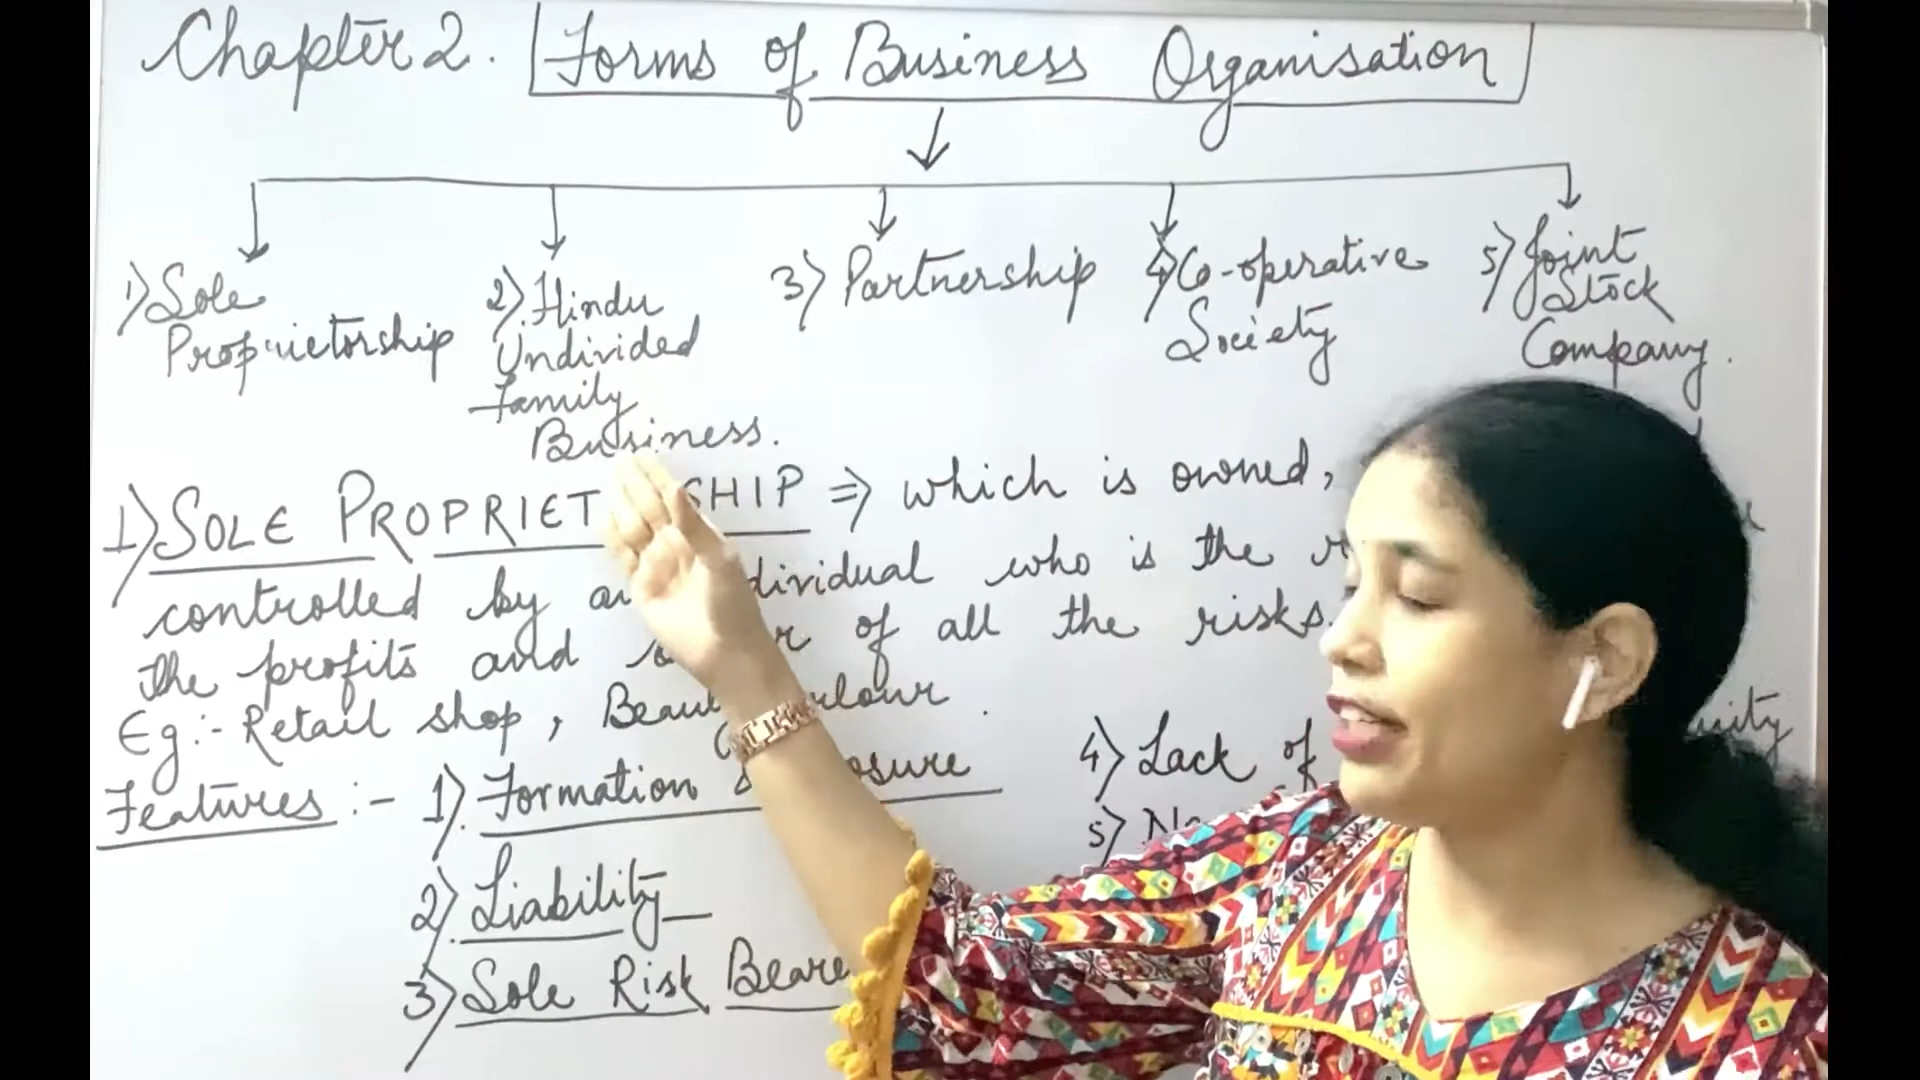 Chapter 2. Forms of Business Organisation
1) Sole
Proprietorship
2) Hindu
Undivided
Family
Business.
3) Partnership
4) Co-operative
Society
5) Joint
Stock
Company.
1) SOLE PROPRIET SHIP => which is owned,
controlled by who is the
the profits and of all the risks.
Eg:- Retail shop,
Features :- 1) Formation
2) Liability
3) Sole Risk
4) Lack of
5)